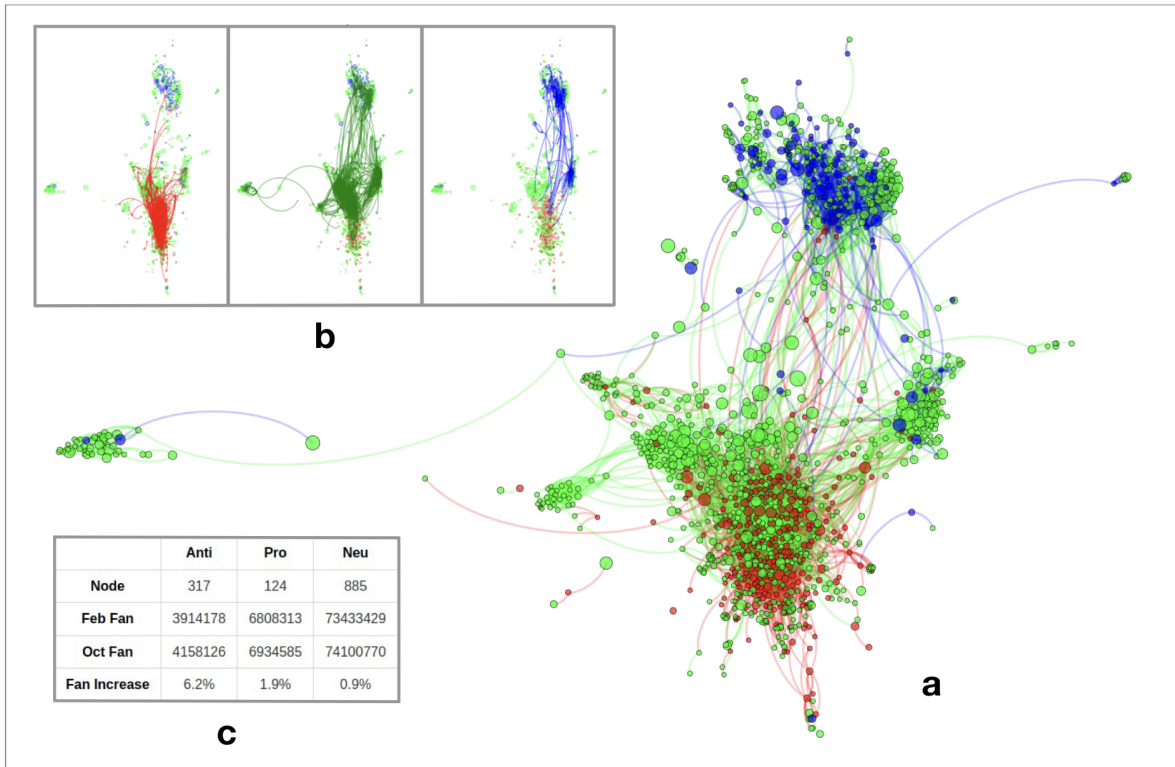 b
Anti Pro Neu
Node 317 124 885
Feb Fan 3914178 6808313 73433429
Oct Fan 4158126 6934585 74100770
Fan Increase 6.2% 1.9% 0.9%
a
c